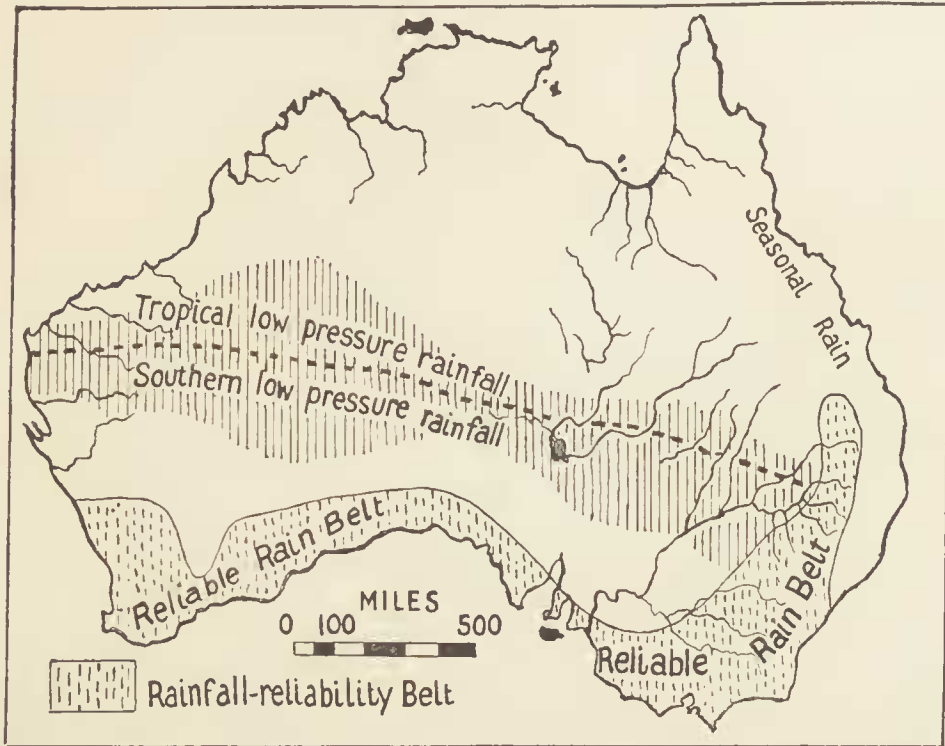 Seasonal Rain
Tropical low pressure rainfall
Southern low pressure rainfall
Reliable Rain Belt
Reliable Rain Belt
MILES
0 100 500
Rainfall-reliability Belt